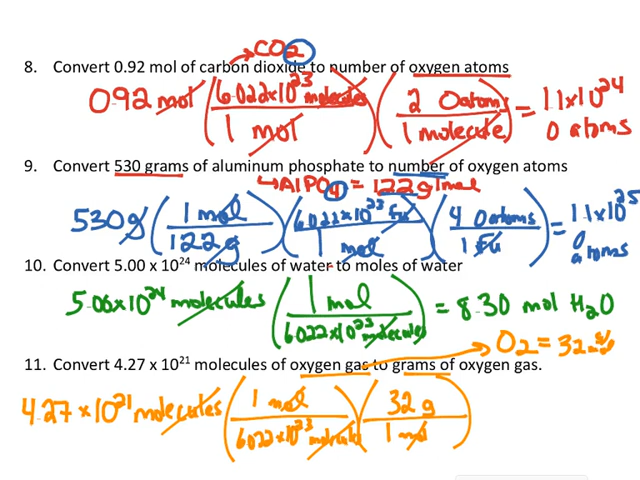 CO2
8. Convert 0.92 mol of carbon dioxide to number of oxygen atoms
0.92 mol (6.022x10^23 molecules / 1 mol) (2 O atoms / 1 molecule) = 1.1x10^24 O atoms
9. Convert 530 grams of aluminum phosphate to number of oxygen atoms
↳AlPO4 = 122g/mol
530g (1 mol / 122 g) (6.022x10^23 FU / 1 mol) (4 O atoms / 1 FU) = 1.1x10^25 O atoms
10. Convert 5.00 x 10^24 molecules of water to moles of water
5.00x10^24 molecules (1 mol / 6.022x10^23 molecules) = 8.30 mol H2O
→ O2 = 32
11. Convert 4.27 x 10^21 molecules of oxygen gas to grams of oxygen gas.
4.27 x 10^21 molecules (1 mol / 6.022x10^23 molecules) (32 g / 1 mol)